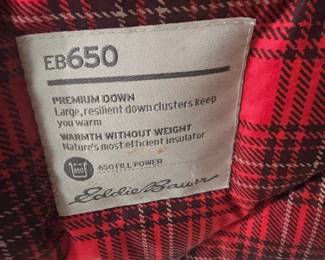 EB650
PREMIUM DOWN
Large, resilient down clusters keep
you warm
WARMTH WITHOUT WEIGHT
Nature's most efficient insulator
650
650 FILL POWER
Eddie Bauer